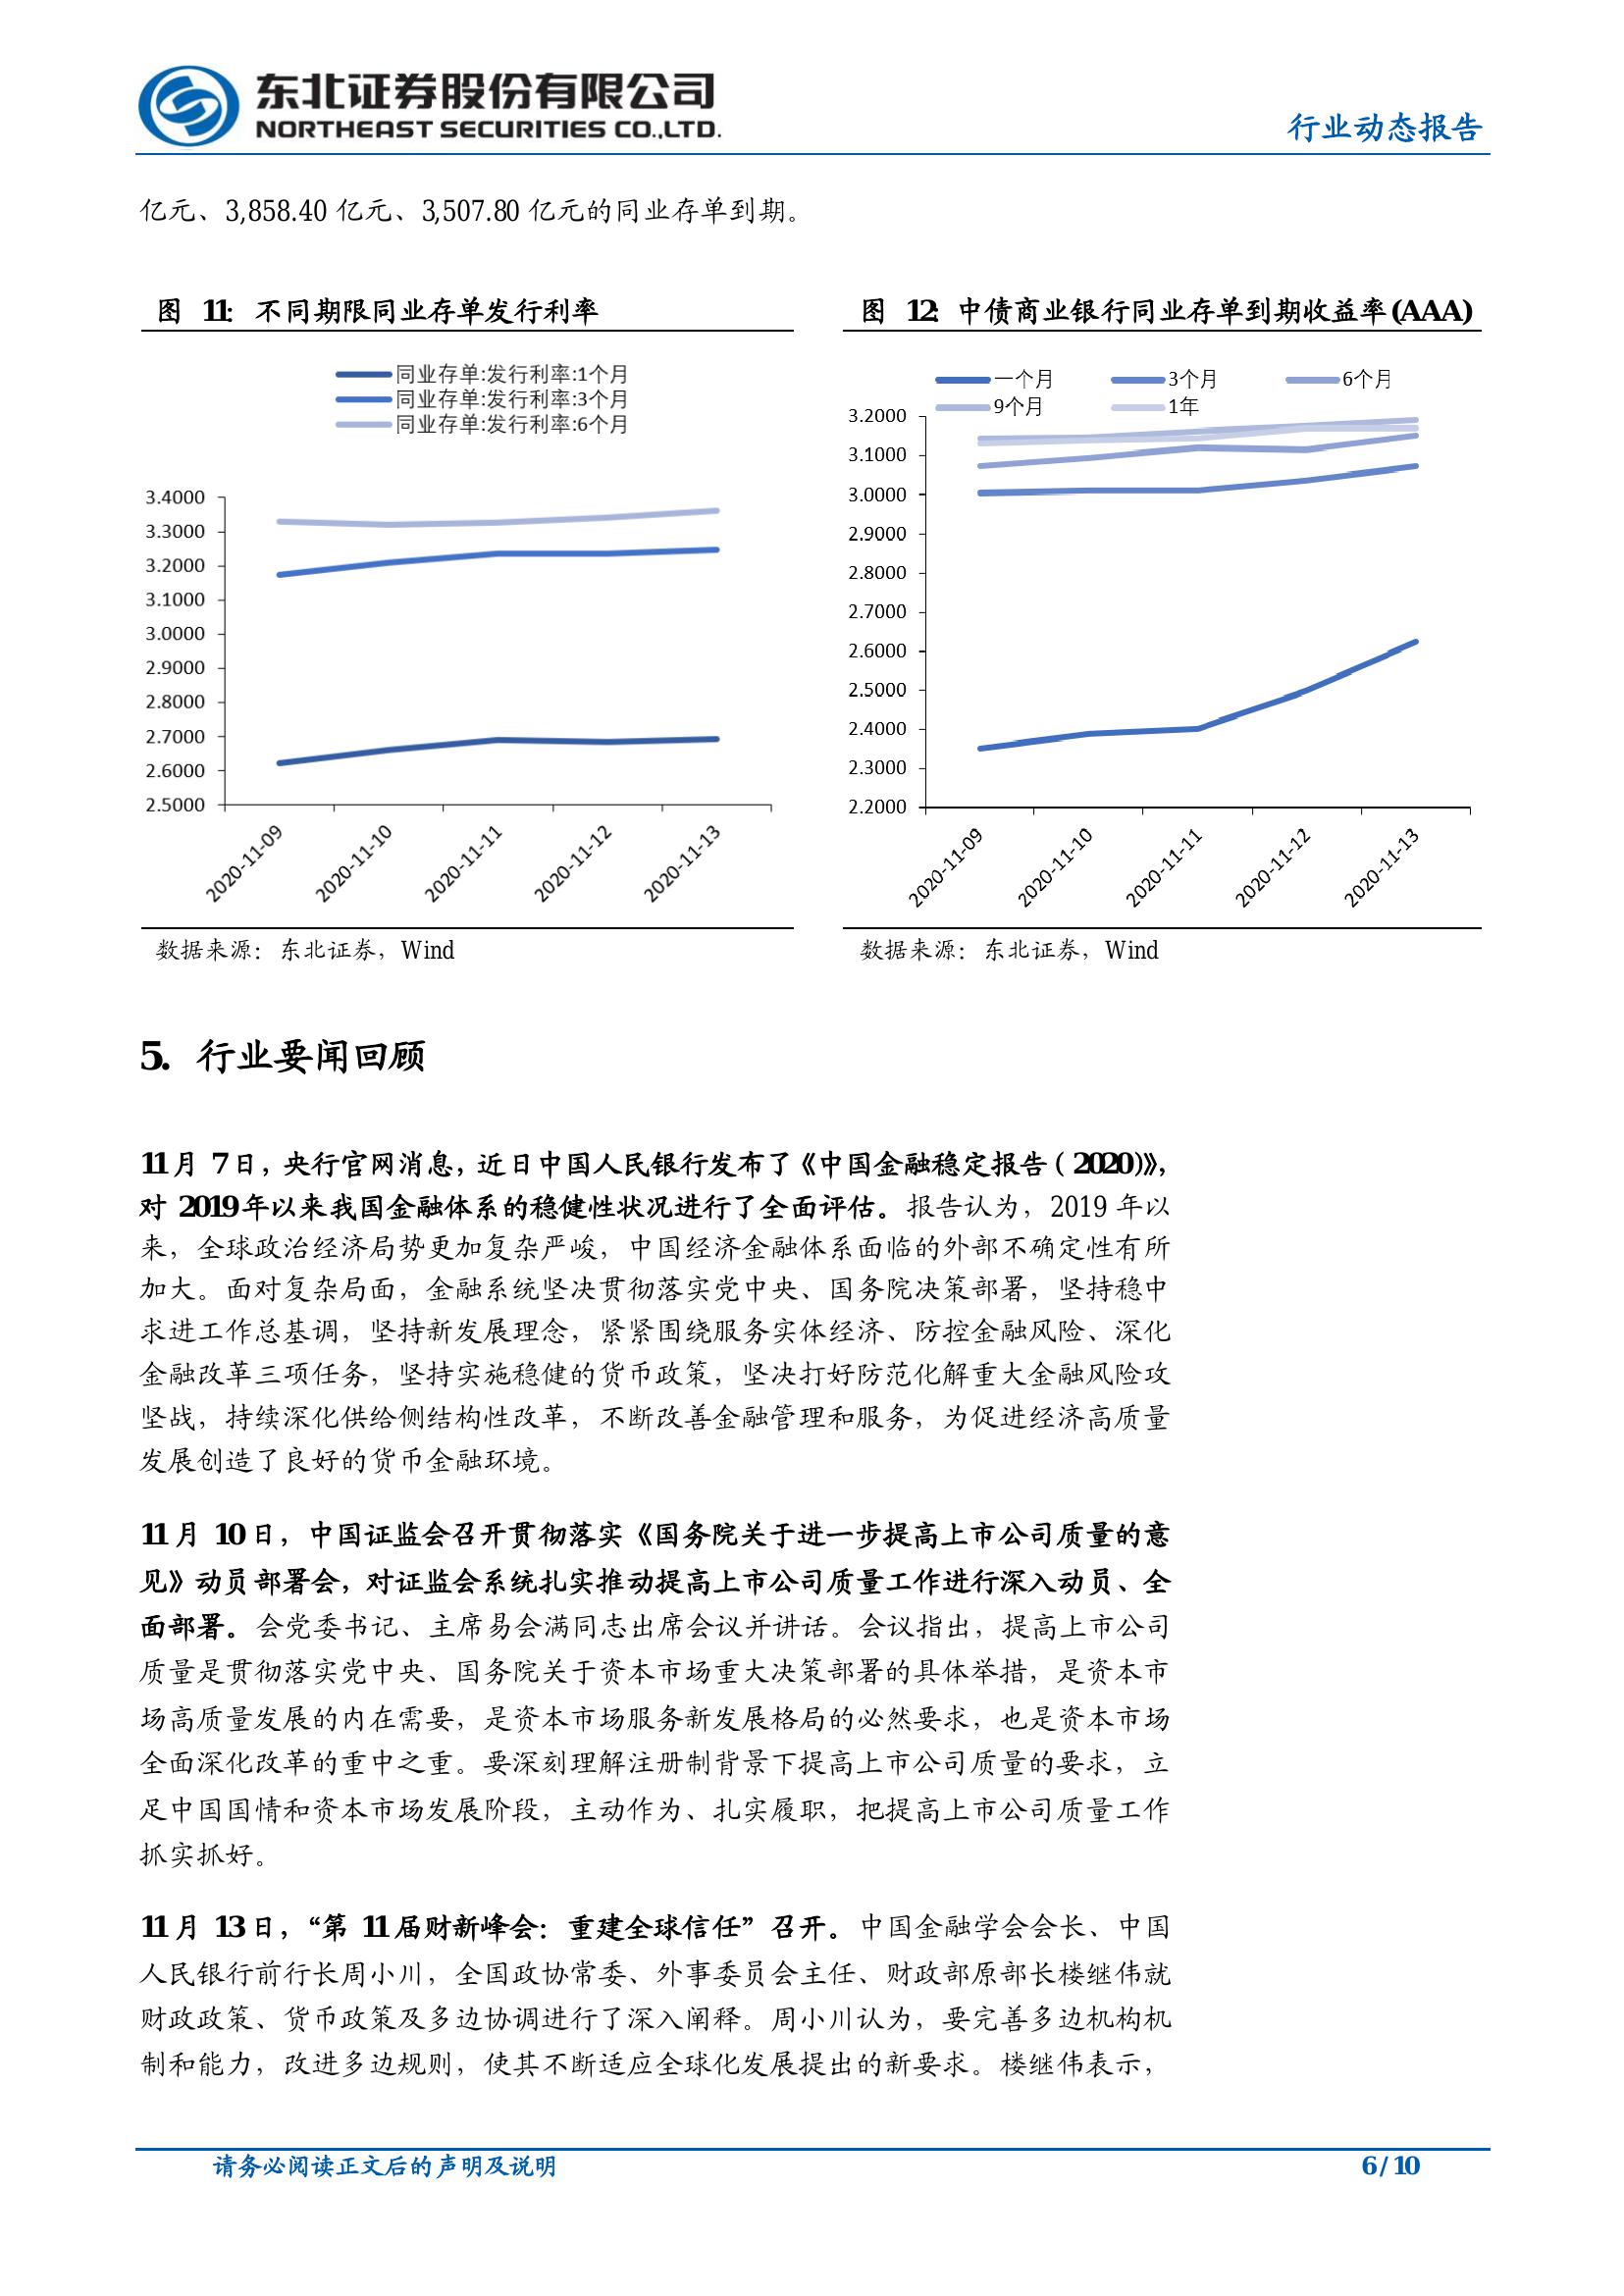 东北证券股份有限公司
NORTHEAST SECURITIES CO.,LTD.
行业动态报告
亿元、3,858.40 亿元、3,507.80 亿元的同业存单到期。
图 11: 不同期限同业存单发行利率
同业存单:发行利率:1个月
同业存单:发行利率:3个月
同业存单:发行利率:6个月
3.4000
3.3000
3.2000
3.1000
3.0000
2.9000
2.8000
2.7000
2.6000
2.5000
2020-11-09
2020-11-10
2020-11-11
2020-11-12
2020-11-13
数据来源：东北证券，Wind
图 12: 中债商业银行同业存单到期收益率(AAA)
一个月 3个月 6个月
9个月 1年
3.2000
3.1000
3.0000
2.9000
2.8000
2.7000
2.6000
2.5000
2.4000
2.3000
2.2000
2020-11-09
2020-11-10
2020-11-11
2020-11-12
2020-11-13
数据来源：东北证券，Wind
5. 行业要闻回顾
11 月 7 日，央行官网消息，近日中国人民银行发布了《中国金融稳定报告（2020）》，
对 2019 年以来我国金融体系的稳健性状况进行了全面评估。报告认为，2019 年以
来，全球政治经济局势更加复杂严峻，中国经济金融体系面临的外部不确定性有所
加大。面对复杂局面，金融系统坚决贯彻落实党中央、国务院决策部署，坚持稳中
求进工作总基调，坚持新发展理念，紧紧围绕服务实体经济、防控金融风险、深化
金融改革三项任务，坚持实施稳健的货币政策，坚决打好防范化解重大金融风险攻
坚战，持续深化供给侧结构性改革，不断改善金融管理和服务，为促进经济高质量
发展创造了良好的货币金融环境。
11 月 10 日，中国证监会召开贯彻落实《国务院关于进一步提高上市公司质量的意
见》动员部署会，对证监会系统扎实推动提高上市公司质量工作进行深入动员、全
面部署。会党委书记、主席易会满同志出席会议并讲话。会议指出，提高上市公司
质量是贯彻落实党中央、国务院关于资本市场重大决策部署的具体举措，是资本市
场高质量发展的内在需要，是资本市场服务新发展格局的必然要求，也是资本市场
全面深化改革的重中之重。要深刻理解注册制背景下提高上市公司质量的要求，立
足中国国情和资本市场发展阶段，主动作为、扎实履职，把提高上市公司质量工作
抓实抓好。
11 月 13 日，“第 11 届财新峰会：重建全球信任”召开。中国金融学会会长、中国
人民银行前行长周小川，全国政协常委、外事委员会主任、财政部原部长楼继伟就
财政政策、货币政策及多边协调进行了深入阐释。周小川认为，要完善多边机构机
制和能力，改进多边规则，使其不断适应全球化发展提出的新要求。楼继伟表示，
请务必阅读正文后的声明及说明
6 / 10